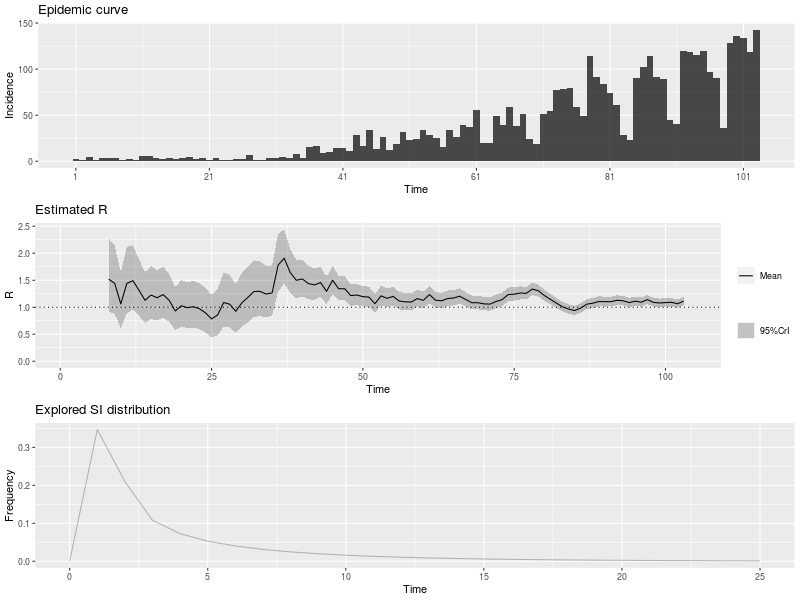 Epidemic curve
150
100
50
0
Incidence
1 21 41 61 81 101
Time
Estimated R
2.5
2.0
1.5
1.0
0.5
0.0
R
0 25 50 75 100
Time
Mean
95%CrI
Explored SI distribution
0.3
0.2
0.1
0.0
Frequency
0 5 10 15 20 25
Time